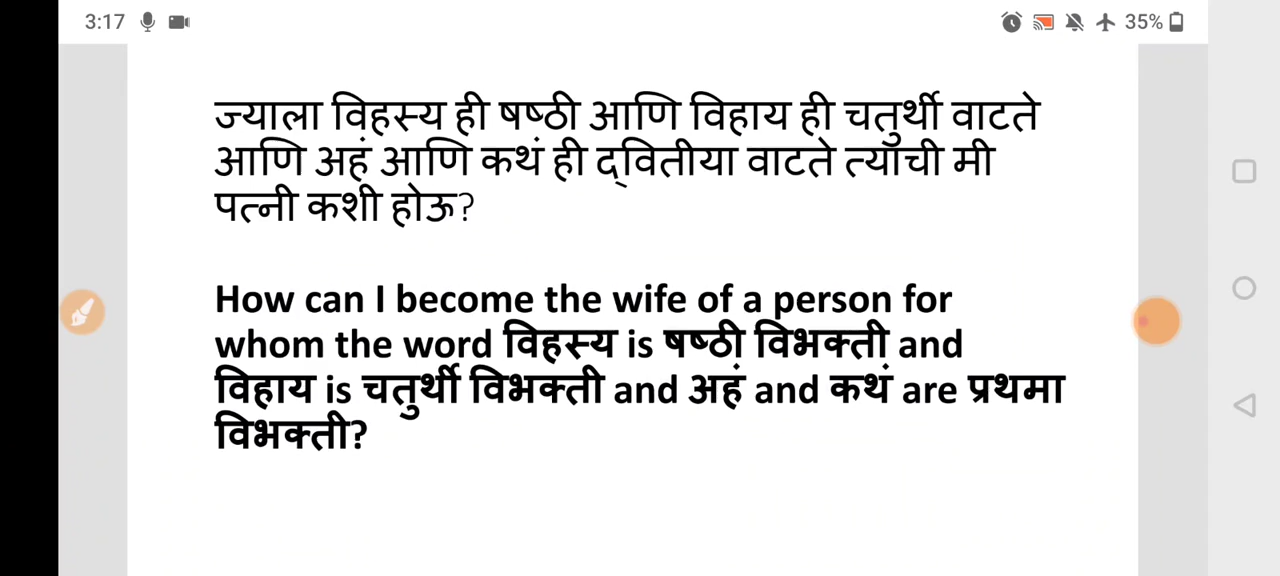 3:17
35%
ज्याला विहस्य ही षष्ठी आणि विहाय ही चतुर्थी वाटते
आणि अहं आणि कथं ही द्वितीया वाटते त्याची मी
पत्नी कशी होऊ?
How can I become the wife of a person for
whom the word विहस्य is षष्ठी विभक्ती and
विहाय is चतुर्थी विभक्ती and अहं and कथं are प्रथमा
विभक्ती?